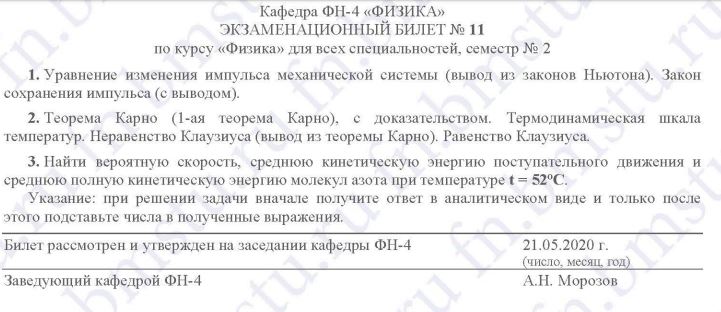 Кафедра ФН-4 «ФИЗИКА»
ЭКЗАМЕНАЦИОННЫЙ БИЛЕТ № 11
по курсу «Физика» для всех специальностей, семестр № 2
1. Уравнение изменения импульса механической системы (вывод из законов Ньютона). Закон
сохранения импульса (с выводом).
2. Теорема Карно (1-ая теорема Карно), с доказательством. Термодинамическая шкала
температур. Неравенство Клаузиуса (вывод из теоремы Карно). Равенство Клаузиуса.
3. Найти вероятную скорость, среднюю кинетическую энергию поступательного движения и
среднюю полную кинетическую энергию молекул азота при температуре t = 52°С.
Указание: при решении задачи вначале получите ответ в аналитическом виде и только после
этого подставьте числа в полученные выражения.
Билет рассмотрен и утвержден на заседании кафедры ФН-4 21.05.2020 г.
(число, месяц, год)
Заведующий кафедрой ФН-4 А.Н. Морозов
fn.bmstu.ru